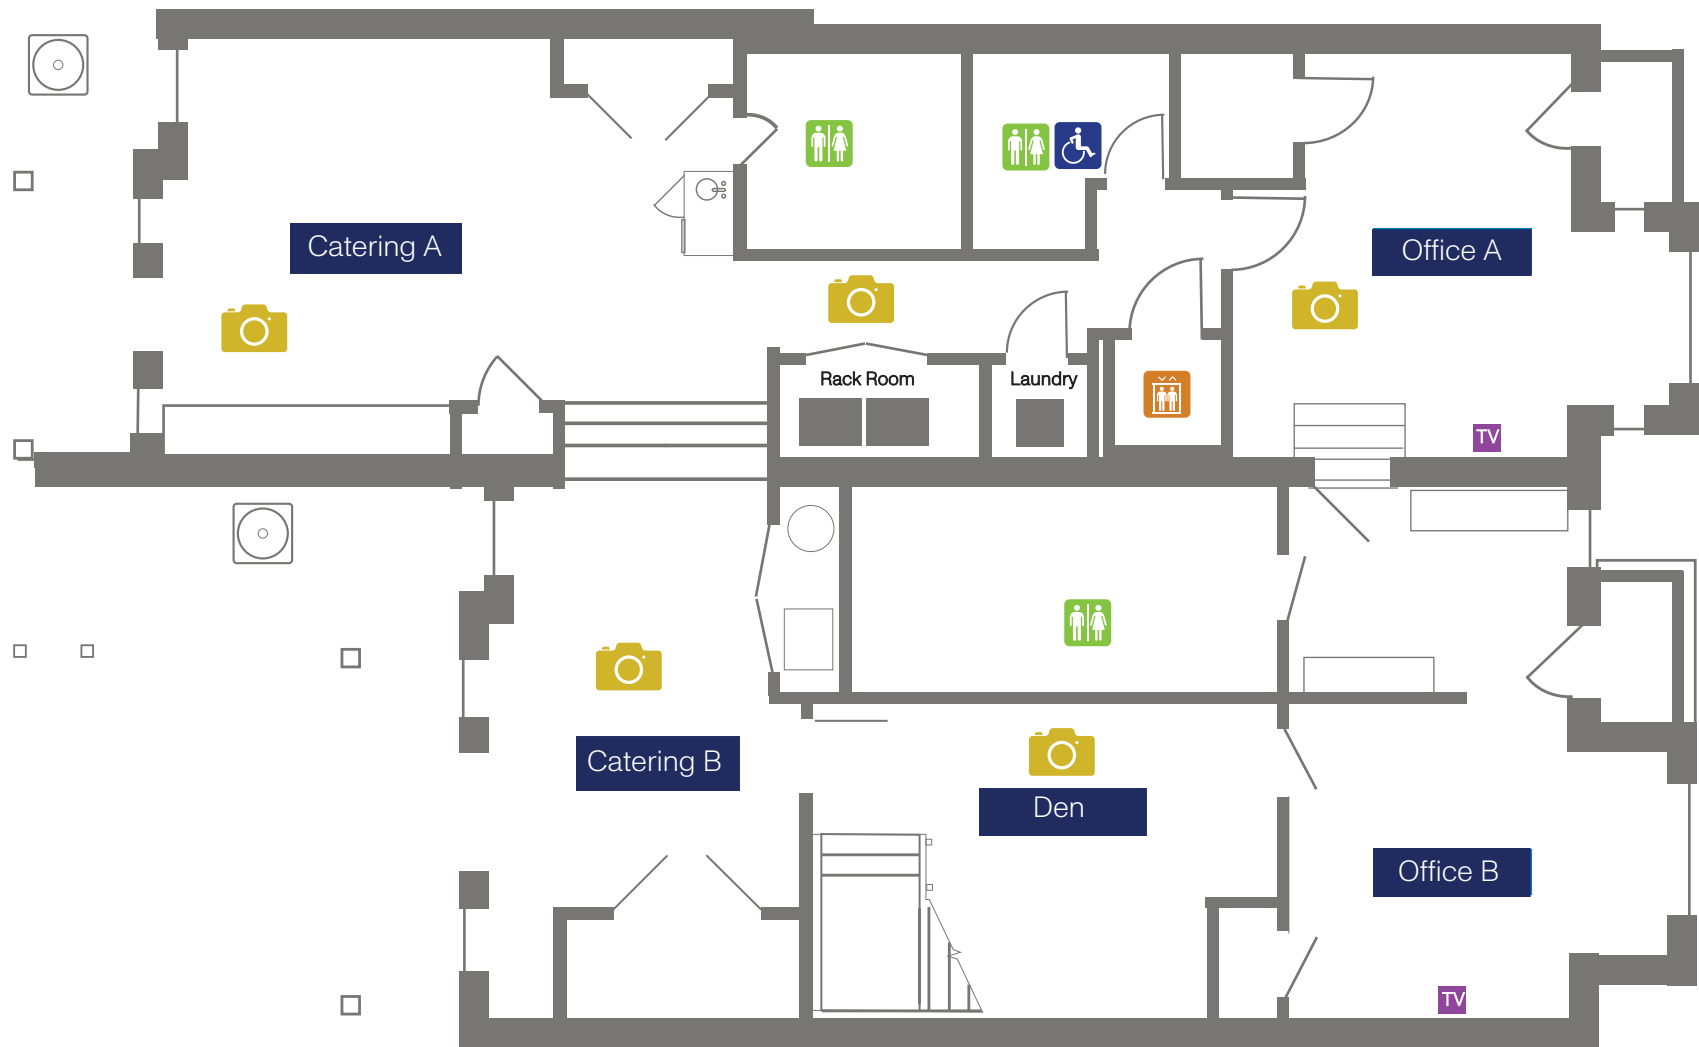 Catering A
Office A
Rack Room
Laundry
TV
Catering B
Den
Office B
TV